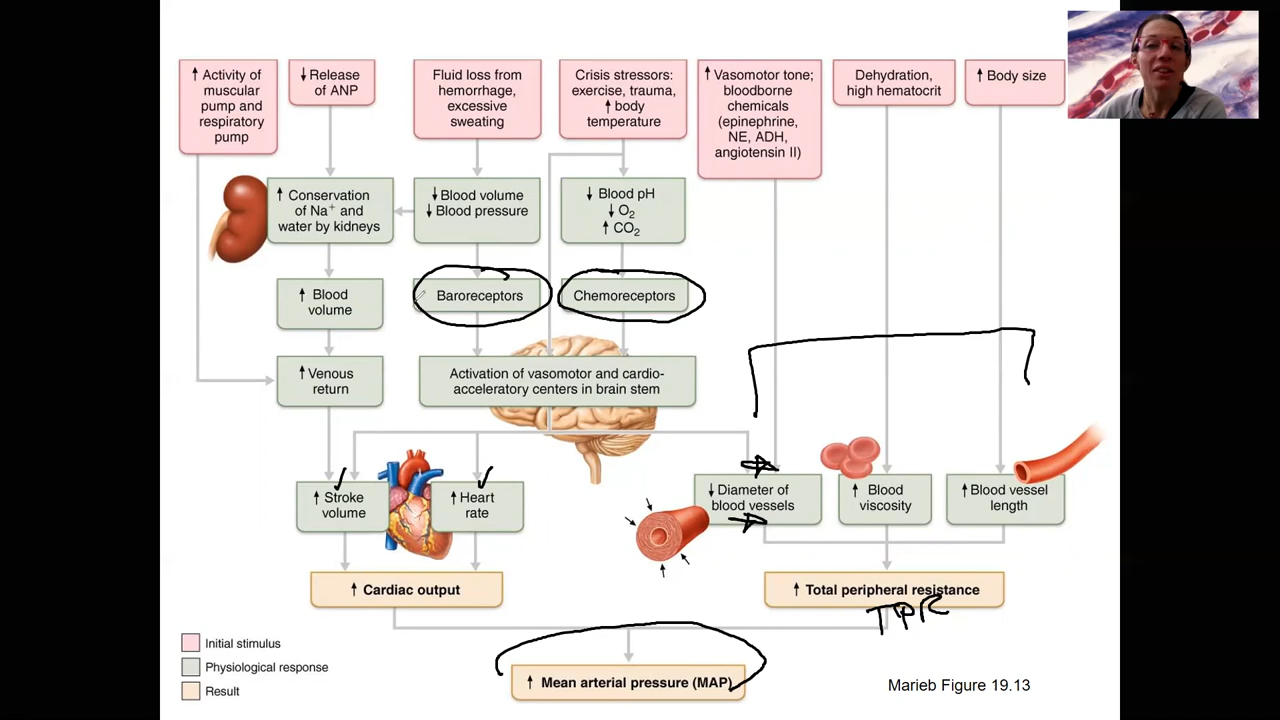 ↑ Activity of
muscular
pump and
respiratory
pump
↓ Release
of ANP
Fluid loss from
hemorrhage,
excessive
sweating
Crisis stressors:
exercise, trauma,
↑ body
temperature
↑ Vasomotor tone;
bloodborne
chemicals
(epinephrine,
NE, ADH,
angiotensin II)
Dehydration,
high hematocrit
↑ Body size
↑ Conservation
of Na⁺ and
water by kidneys
↓ Blood volume
↓ Blood pressure
↓ Blood pH
↓ O₂
↑ CO₂
↑ Blood
volume
Baroreceptors
Chemoreceptors
↑ Venous
return
Activation of vasomotor and cardio-
acceleratory centers in brain stem
↑ Stroke
volume
↑ Heart
rate
↓ Diameter of
blood vessels
↑ Blood
viscosity
↑ Blood vessel
length
↑ Cardiac output
↑ Total peripheral resistance
TPR
Initial stimulus
Physiological response
Result
↑ Mean arterial pressure (MAP)
Marieb Figure 19.13